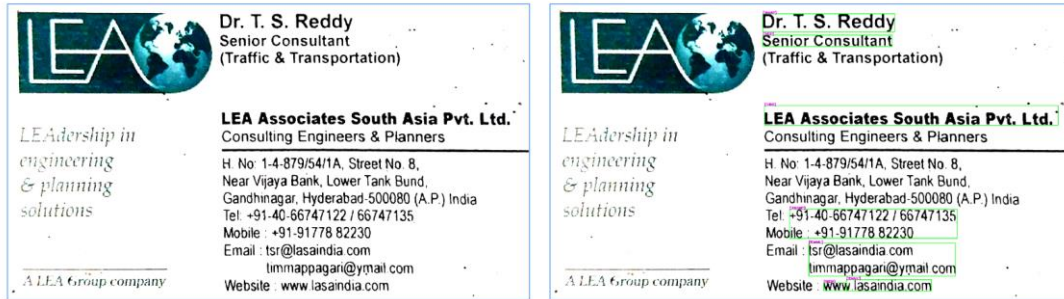 LEA
Dr. T. S. Reddy
Senior Consultant
(Traffic & Transportation)
LEA Associates South Asia Pvt. Ltd.
Consulting Engineers & Planners
LEAdership in
engineering
& planning
solutions
H. No: 1-4-879/54/1A, Street No. 8,
Near Vijaya Bank, Lower Tank Bund,
Gandhinagar, Hyderabad-500080 (A.P.) India
Tel: +91-40-66747122 / 66747135
Mobile : +91-91778 82230
Email : tsr@lasaindia.com
timmappagari@ymail.com
Website : www.lasaindia.com
A LEA Group company
LEA
Dr. T. S. Reddy
Senior Consultant
(Traffic & Transportation)
LEA Associates South Asia Pvt. Ltd.
Consulting Engineers & Planners
LEAdership in
engineering
& planning
solutions
H. No: 1-4-879/54/1A, Street No. 8,
Near Vijaya Bank, Lower Tank Bund,
Gandhinagar, Hyderabad-500080 (A.P.) India
Tel: +91-40-66747122 / 66747135
Mobile : +91-91778 82230
Email : tsr@lasaindia.com
timmappagari@ymail.com
Website : www.lasaindia.com
A LEA Group company